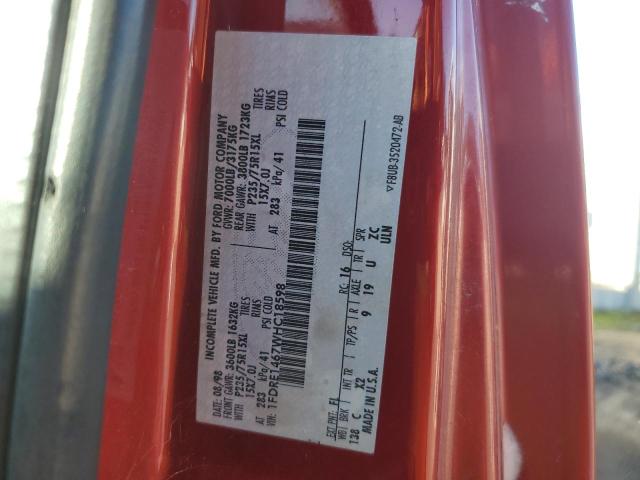 INCOMPLETE VEHICLE MFD. BY FORD MOTOR COMPANY
DATE: 08/98 GVWR: 7000LB/3175KG
FRONT GAWR: 3600LB 1632KG REAR GAWR: 3800LB 1723KG
WITH P235/75R15XL TIRES WITH P235/75R15XL TIRES
15X7.0J RIMS 15X7.0J RIMS
AT 283 kPa/41 PSI COLD AT 283 kPa/41 PSI COLD
VIN: 1FDRE1467WHC18598
EXT PNT: FL RC: 16 DSO:
WB BRK INT TR TP/PS R AXLE TR SPR
138 C X2 9 19 U ZC
MADE IN U.S.A. ULN
▽F8UB-3520472-AB